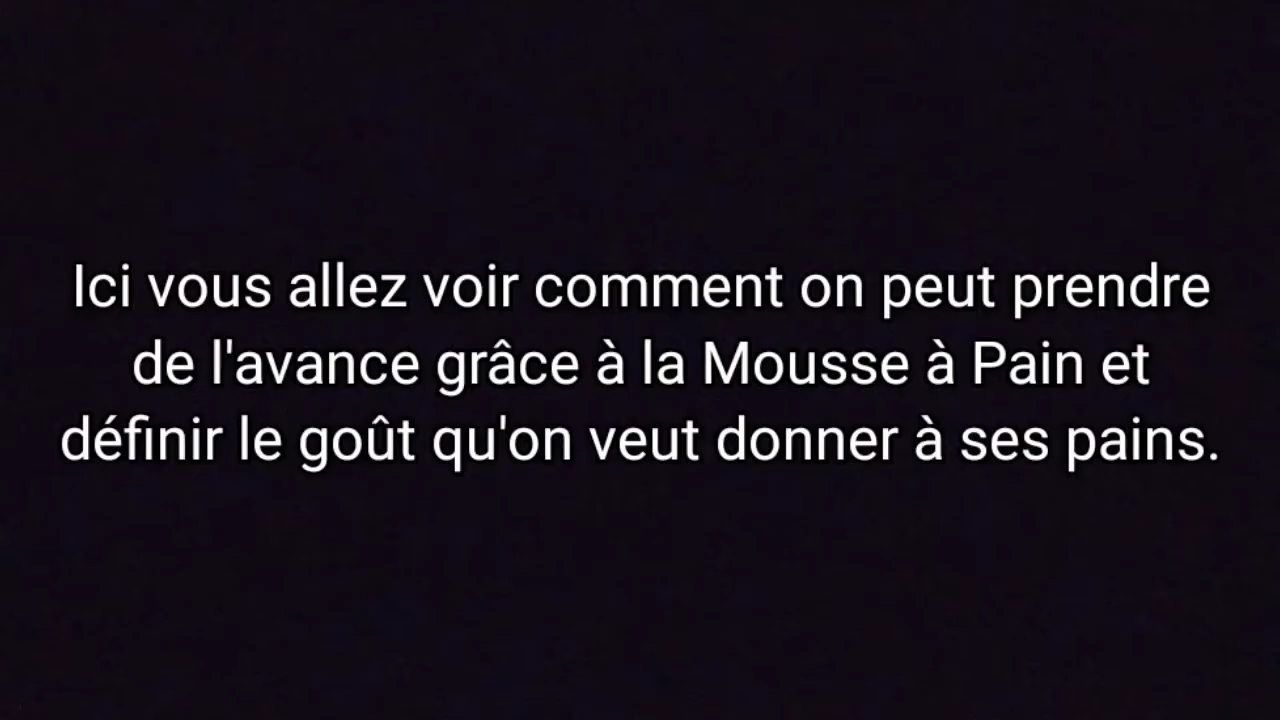 Ici vous allez voir comment on peut prendre
de l'avance grâce à la Mousse à Pain et
définir le goût qu'on veut donner à ses pains.